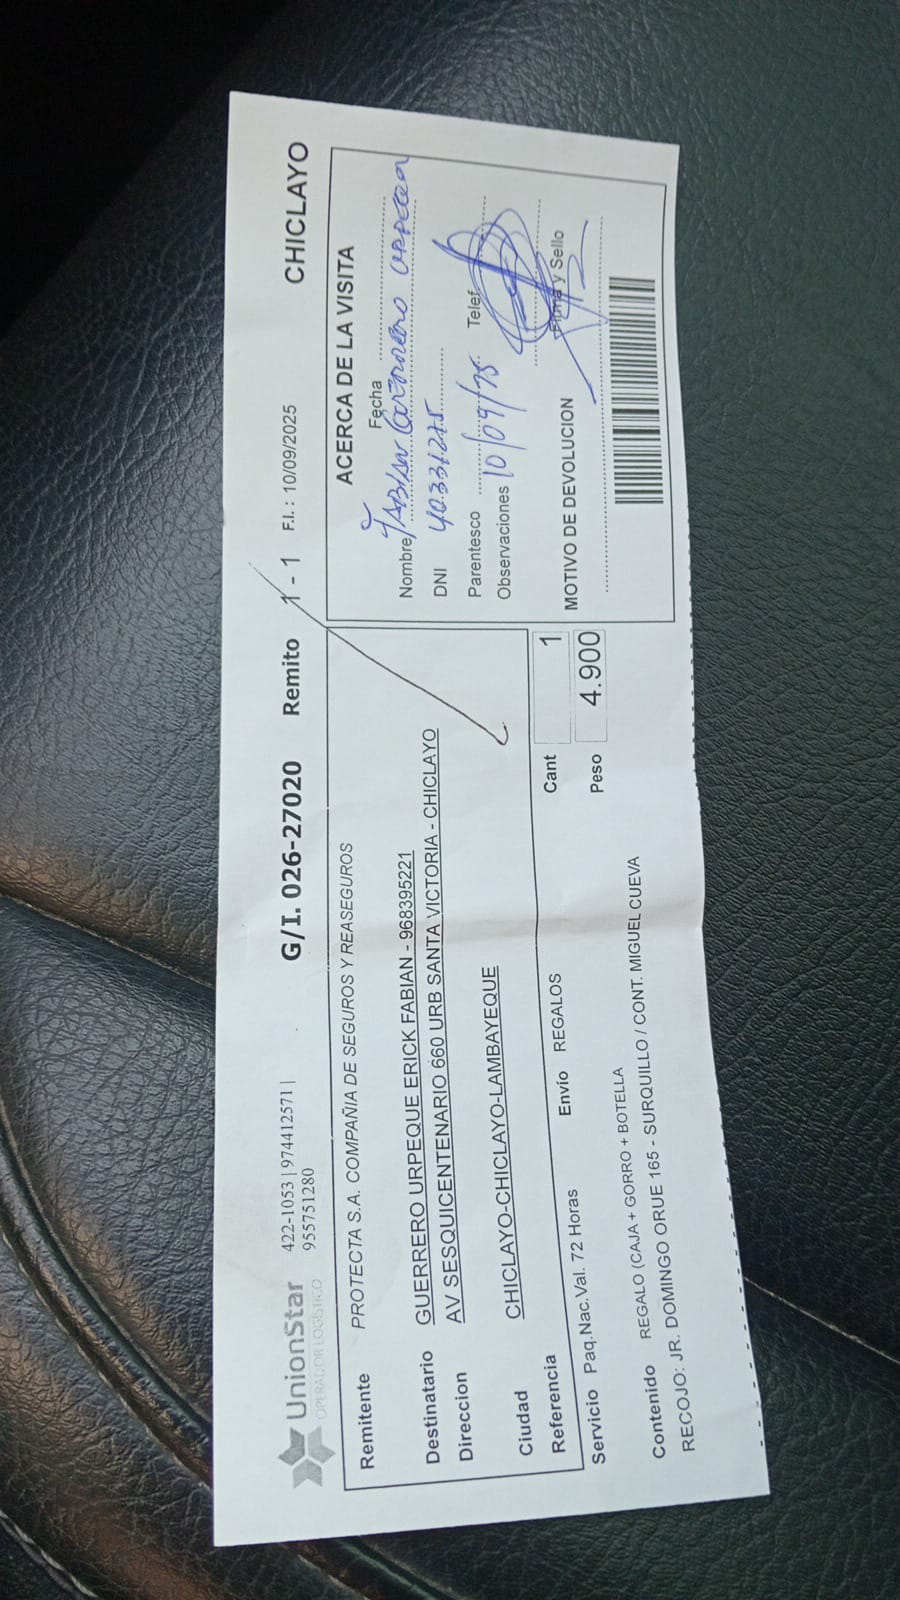 UnionStar
OPERADOR LOGÍSTICO
422-1053 | 974412571 |
955751280
G/I. 026-27020
Remito 1 - 1
F.I.: 10/09/2025
CHICLAYO
Remitente PROTECTA S.A. COMPAÑIA DE SEGUROS Y REASEGUROS
Destinatario GUERRERO URPEQUE ERICK FABIAN - 968395221
Direccion AV SESQUICENTENARIO 660 URB SANTA VICTORIA - CHICLAYO
Ciudad CHICLAYO-CHICLAYO-LAMBAYEQUE
Referencia
Servicio Paq.Nac.Val. 72 Horas Envío REGALOS
Cant 1
Peso 4.900
Contenido REGALO (CAJA + GORRO + BOTELLA
RECOJO: JR. DOMINGO ORUE 165 - SURQUILLO / CONT. MIGUEL CUEVA
ACERCA DE LA VISITA
Fecha
Nombre Guerrero
DNI
Parentesco Telef
Observaciones 10/09/25
Firma y Sello
MOTIVO DE DEVOLUCION